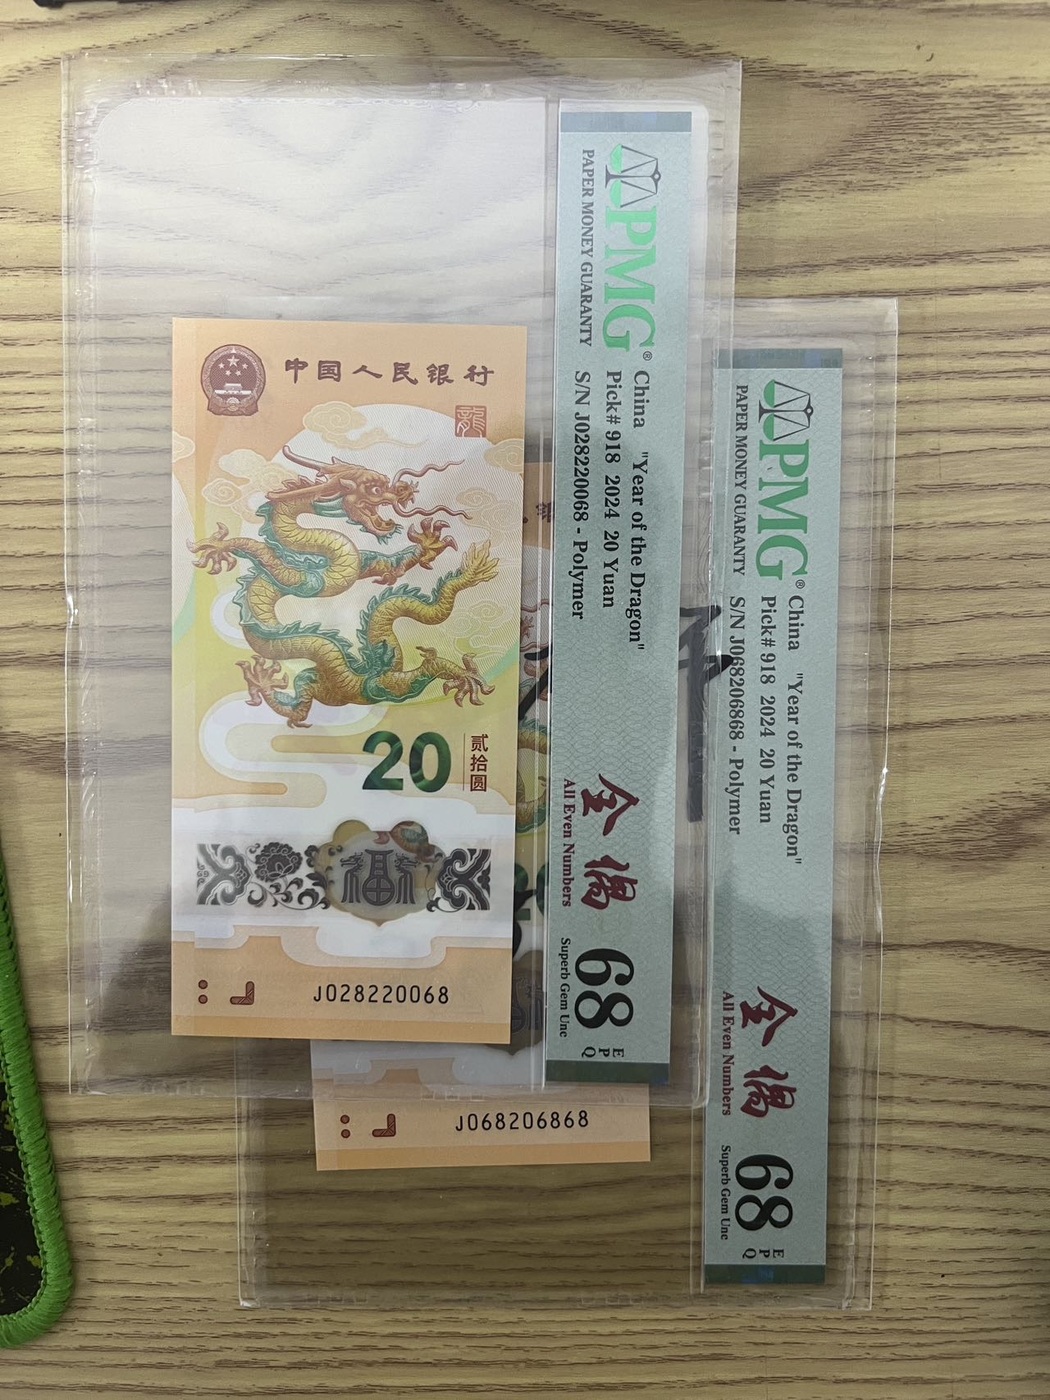 中国人民银行
龍
20
贰拾圆
福
J028220068
PMG®
PAPER MONEY GUARANTY
China "Year of the Dragon"
Pick# 918 2024 20 Yuan
S/N J028220068 - Polymer
全偶
All Even Numbers
68
EPQ
Superb Gem Unc
J068206868
PMG®
PAPER MONEY GUARANTY
China "Year of the Dragon"
Pick# 918 2024 20 Yuan
S/N J068206868 - Polymer
全偶
All Even Numbers
68
EPQ
Superb Gem Unc